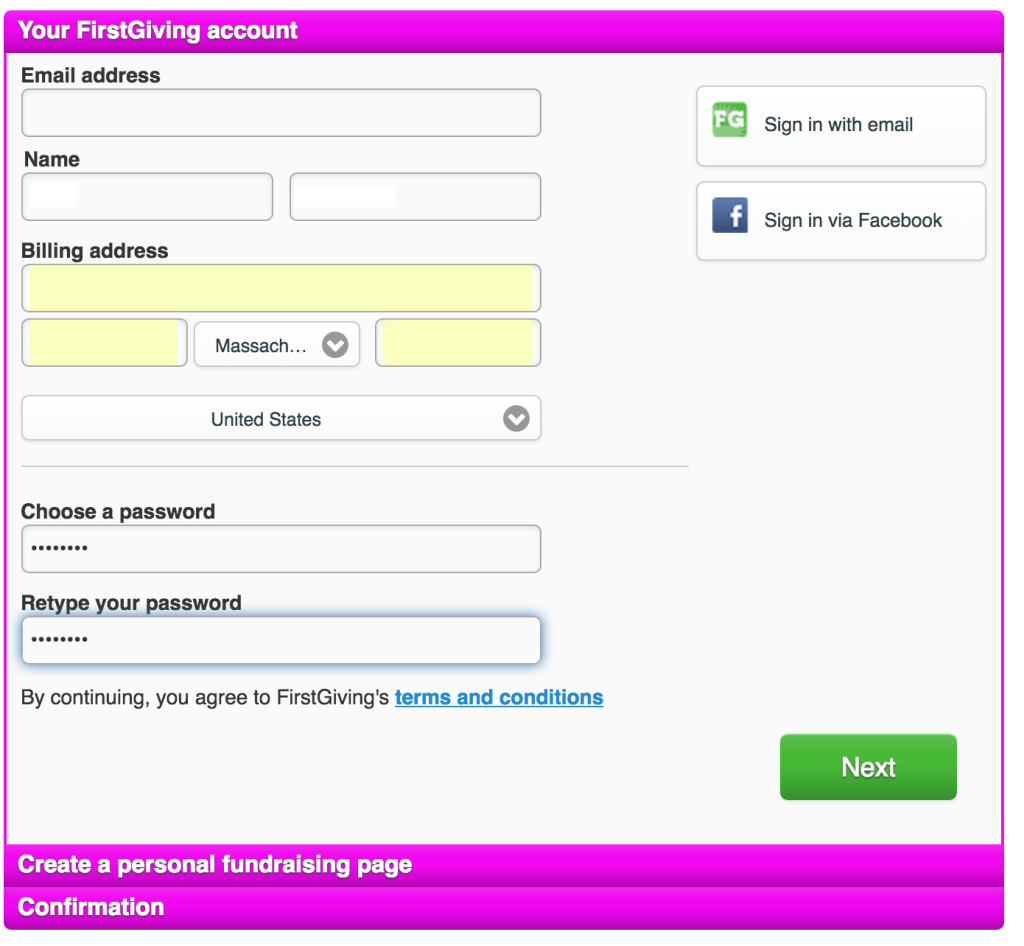 Your FirstGiving account
Email address
FG Sign in with email
Name
Sign in via Facebook
Billing address
Massach...
United States
Choose a password
••••••••
Retype your password
••••••••
By continuing, you agree to FirstGiving's terms and conditions
Next
Create a personal fundraising page
Confirmation